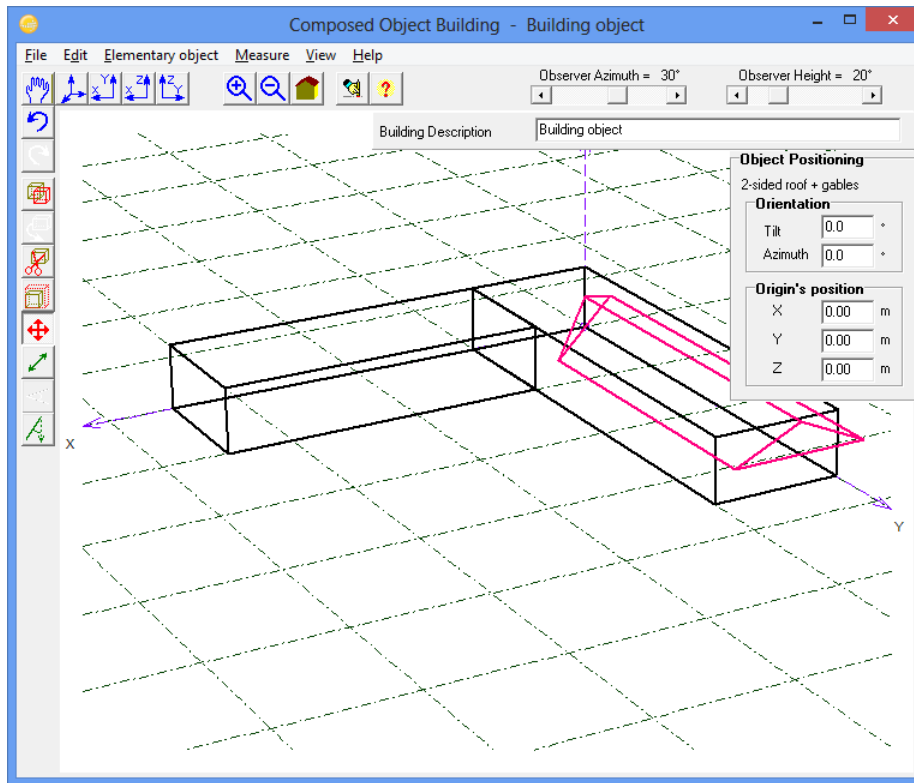 Composed Object Building - Building object
File Edit Elementary object Measure View Help
Observer Azimuth = 30° Observer Height = 20°
Building Description Building object
Object Positioning
2-sided roof + gables
Orientation
Tilt 0.0 °
Azimuth 0.0 °
Origin's position
X 0.00 m
Y 0.00 m
Z 0.00 m
X
Y